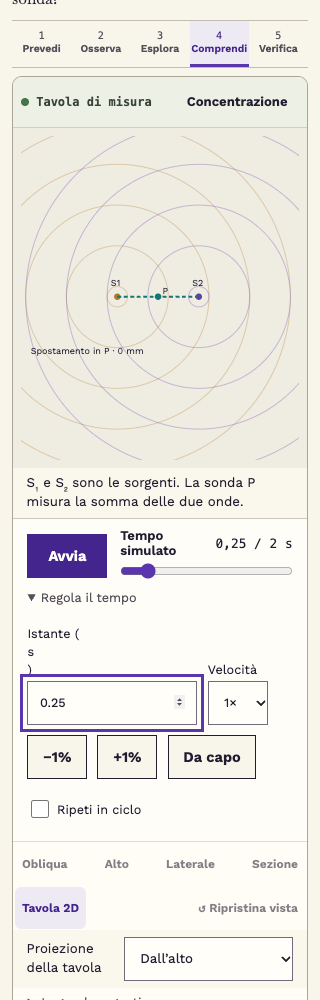 sonda?
1 2 3 4 5
Prevedi Osserva Esplora Comprendi Verifica
Tavola di misura Concentrazione
S1 S2
P
Spostamento in P · 0 mm
S₁ e S₂ sono le sorgenti. La sonda P
misura la somma delle due onde.
Avvia
Tempo
simulato
0,25 / 2 s
▼ Regola il tempo
Istante (
s
)
Velocità
0.25
1×
−1% +1% Da capo
Ripeti in ciclo
Obliqua Alto Laterale Sezione
Tavola 2D ↺ Ripristina vista
Proiezione
della tavola
Dall'alto